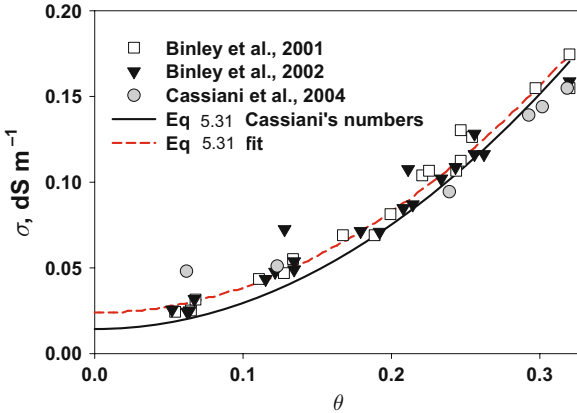 0.20
0.15
0.10
0.05
0.00
σ, dS m⁻¹
Binley et al., 2001
Binley et al., 2002
Cassiani et al., 2004
Eq 5.31 Cassiani's numbers
Eq 5.31 fit
0.0 0.1 0.2 0.3
θ